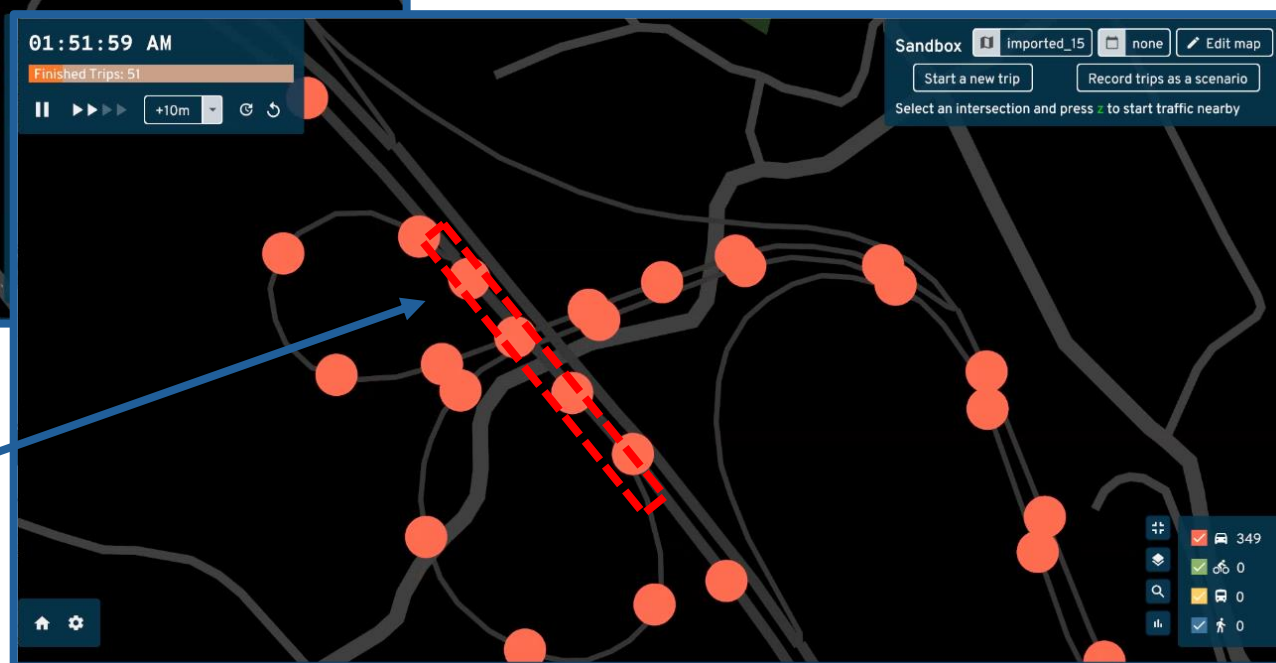 01:51:59 AM
Finished Trips: 51
+10m
Sandbox imported_15 none Edit map
Start a new trip Record trips as a scenario
Select an intersection and press z to start traffic nearby
349
0
0
0